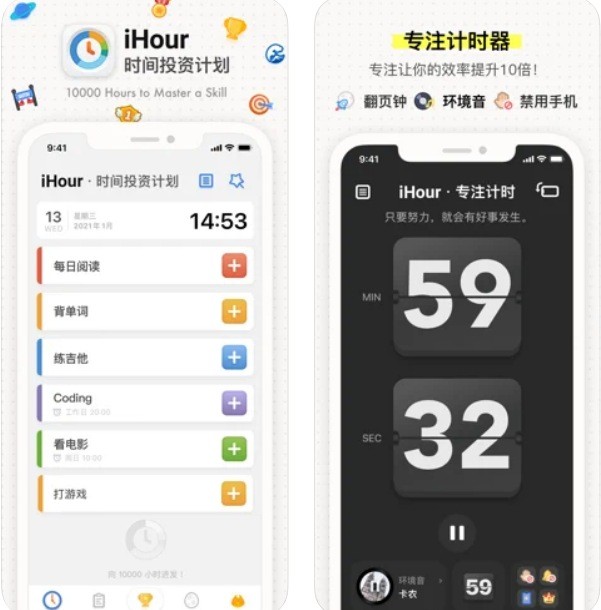 iHour
时间投资计划
10000 Hours to Master a Skill
9:41
iHour · 时间投资计划
13
WED
星期三
2021年1月
14:53
每日阅读
背单词
练吉他
Coding
工作日 20:00
看电影
周日 18:00
打游戏
向 10000 小时进发！
专注计时器
专注让你的效率提升10倍！
翻页钟 环境音 禁用手机
9:41
iHour · 专注计时
只要努力，就会有好事发生。
MIN
59
SEC
32
环境音
卡农
59